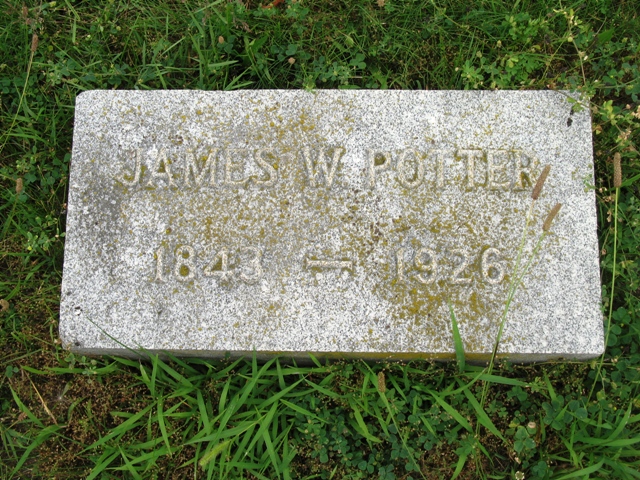 JAMES W. POTTER
1843 — 1926